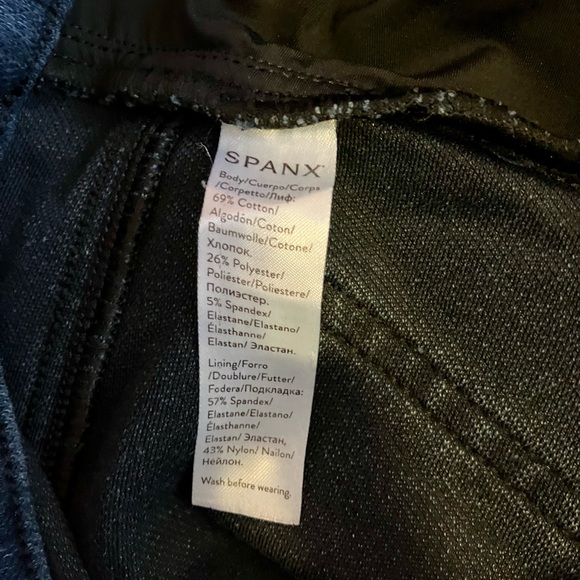 SPANX
Body/Cuerpo/Corps
/Corpetto/Лиф:
69% Cotton/
Algodón/Coton/
Baumwolle/Cotone/
Хлопок.
26% Polyester/
Poliéster/Poliestere/
Полиэстер.
5% Spandex/
Elastane/Elastano/
Élasthanne/
Elastan/ Эластан.
Lining/Forro
/Doublure/Futter/
Fodera/Подкладка:
57% Spandex/
Elastane/Elastano/
Élasthanne/
Elastan/ Эластан,
43% Nylon/ Nailon/
Нейлон.
Wash before wearing.